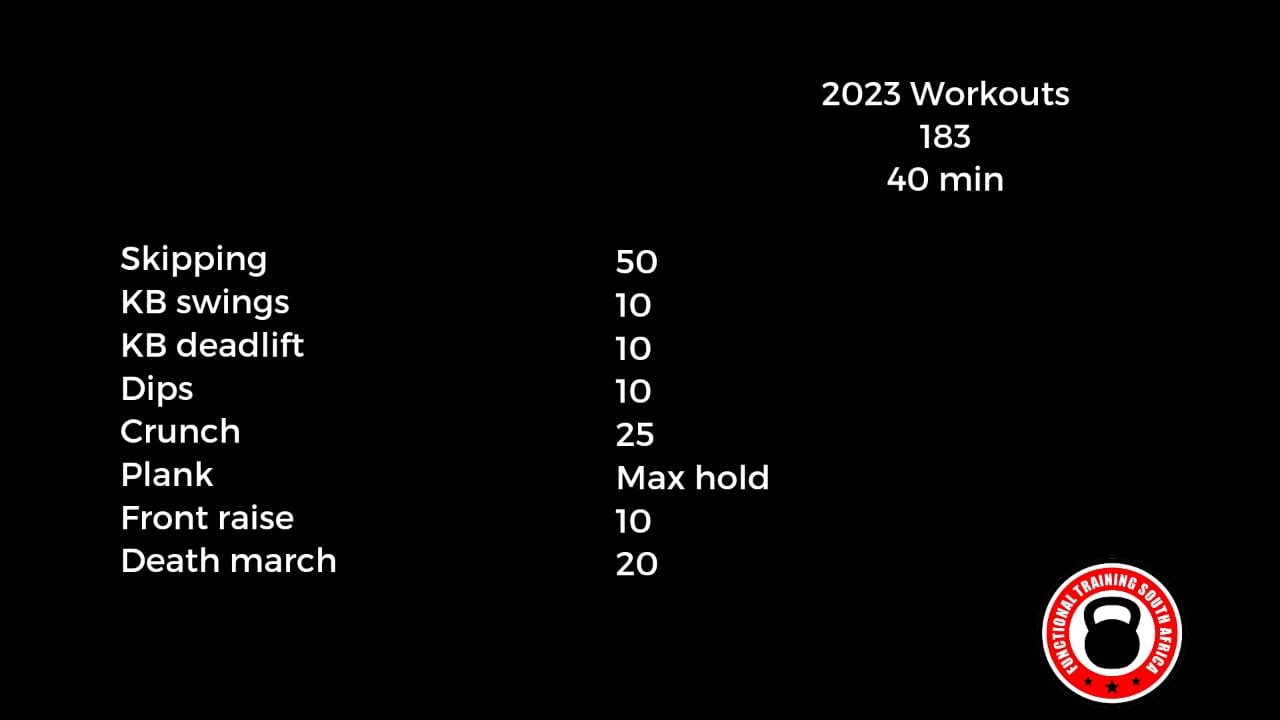 2023 Workouts
183
40 min
Skipping 50
KB swings 10
KB deadlift 10
Dips 10
Crunch 25
Plank Max hold
Front raise 10
Death march 20
FUNCTIONAL TRAINING SOUTH AFRICA